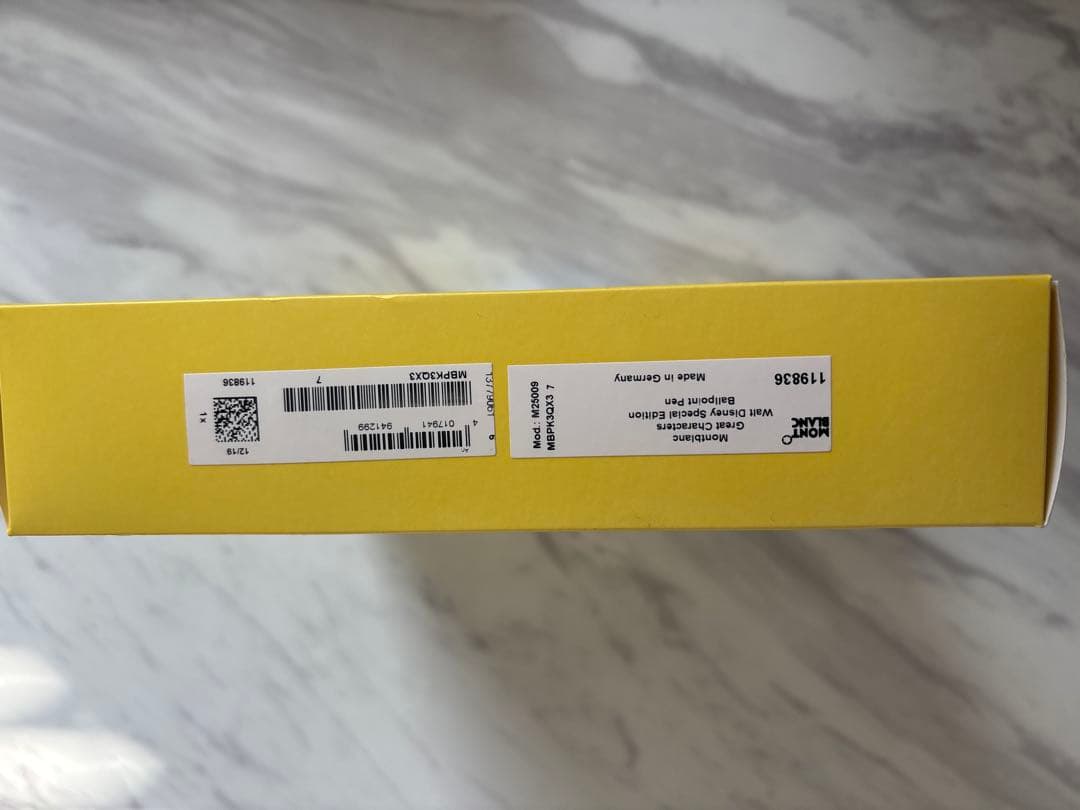 MONT
BLANC
119836
Montblanc
Great Characters
Walt Disney Special Edition
Ballpoint Pen
Made in Germany
Mod.: M25009
MBPK3QX3 7
12/19
1x
119836
4 017941 941299
MBPK3QX3 7